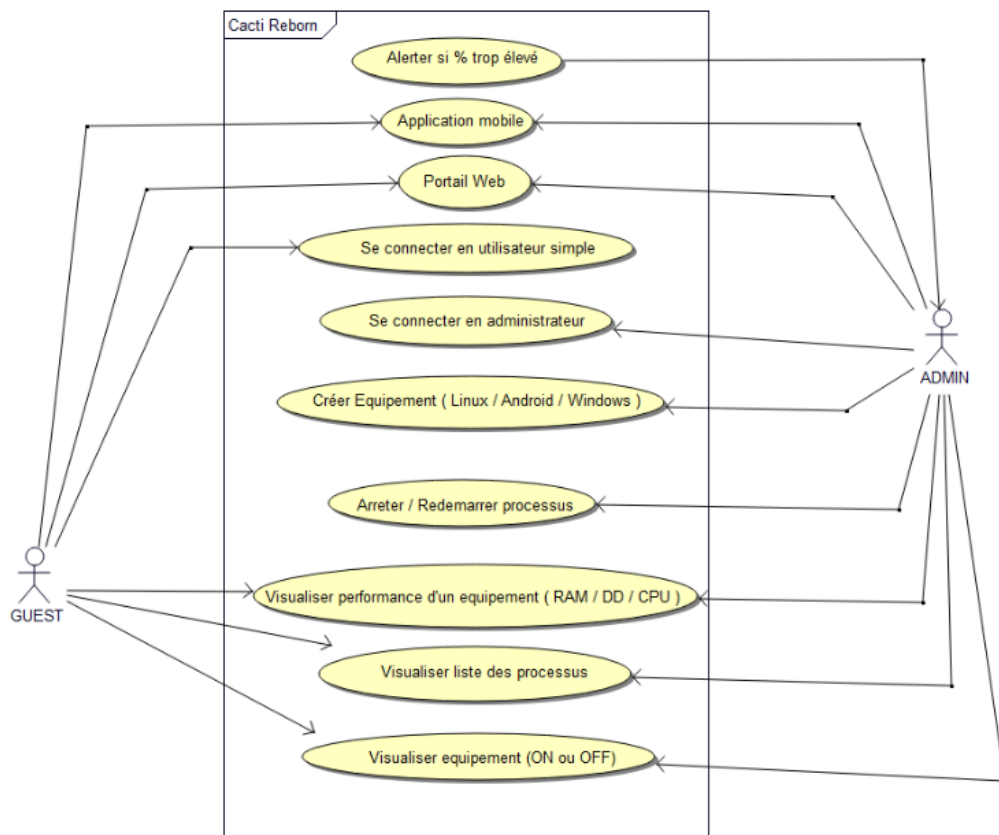 Cacti Reborn
Alerter si % trop élevé
Application mobile
Portail Web
Se connecter en utilisateur simple
Se connecter en administrateur
ADMIN
Créer Equipement ( Linux / Android / Windows )
Arreter / Redemarrer processus
Visualiser performance d'un equipement ( RAM / DD / CPU )
GUEST
Visualiser liste des processus
Visualiser equipement (ON ou OFF)